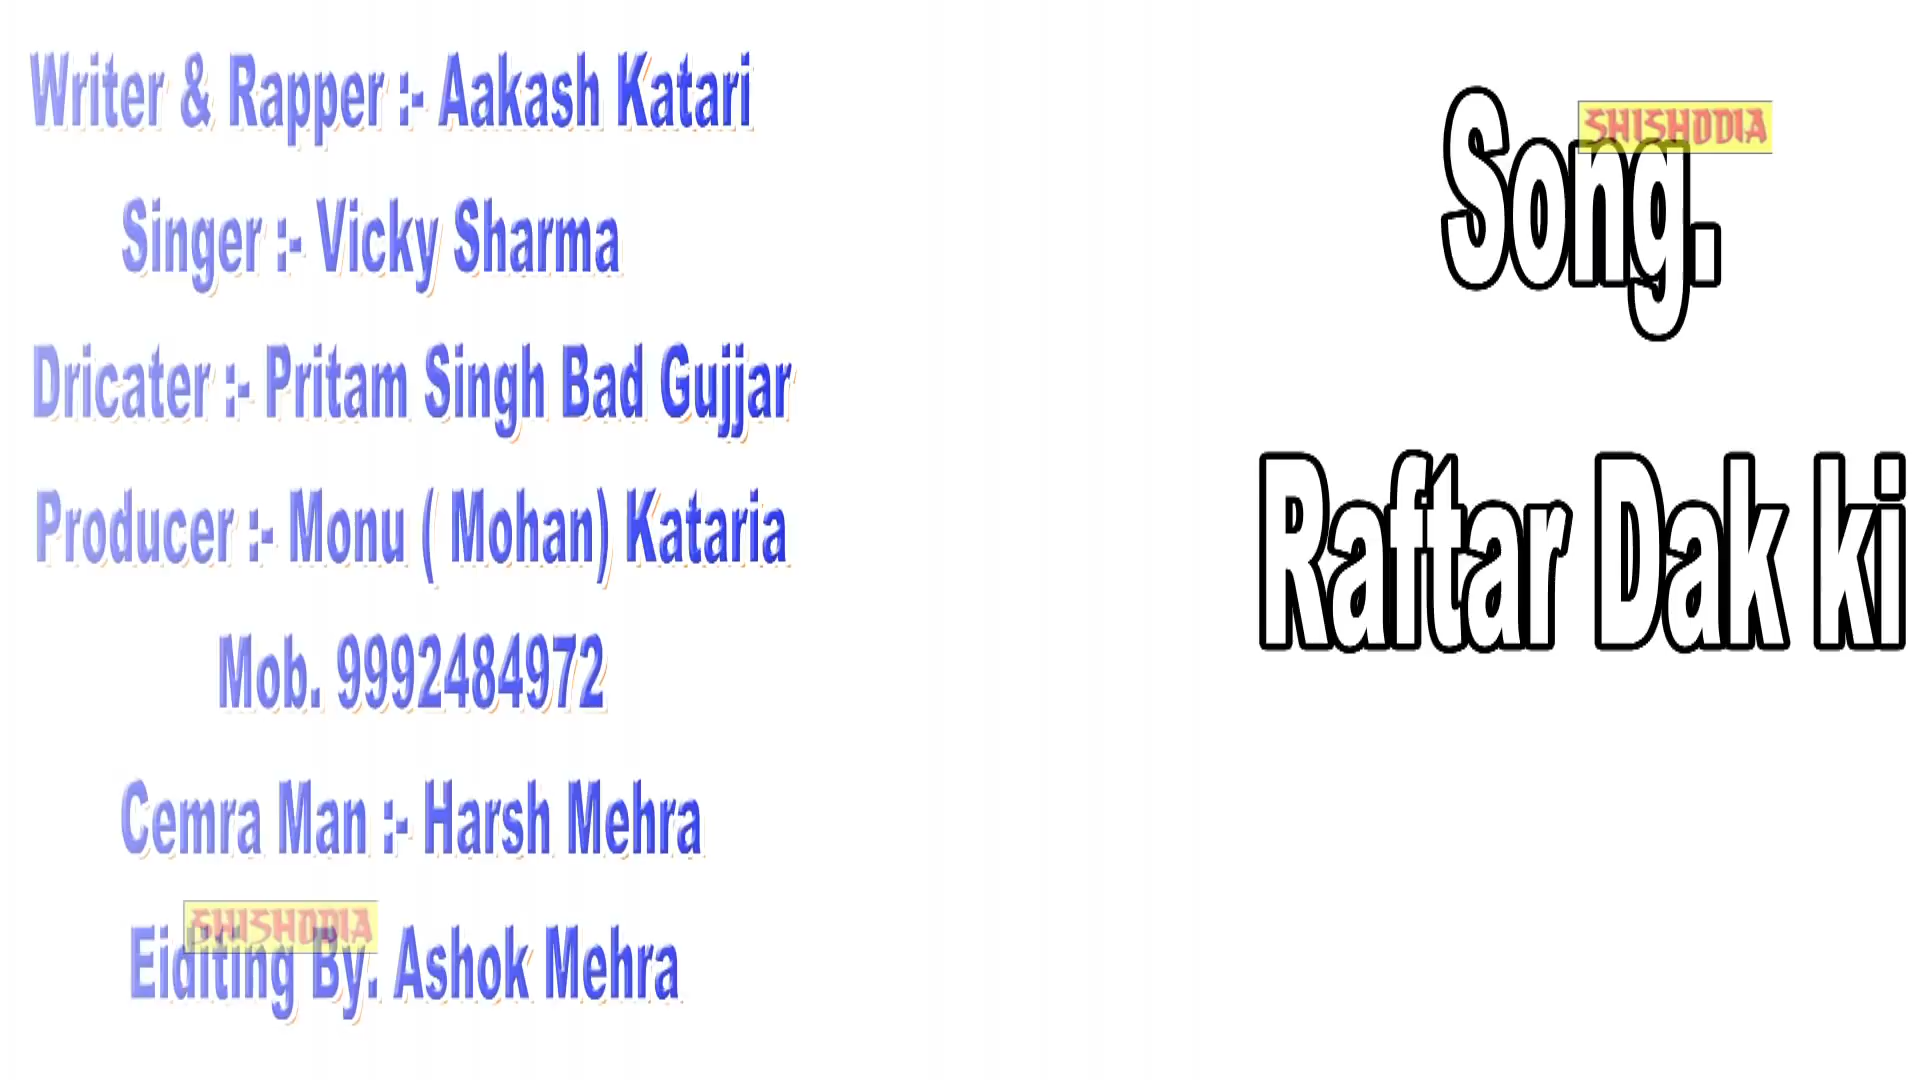 Writer & Rapper :- Aakash Katari
Singer :- Vicky Sharma
Dricater :- Pritam Singh Bad Gujjar
Producer :- Monu ( Mohan) Kataria
Mob. 9992484972
Cemra Man :- Harsh Mehra
SHISHODIA
Eiditing By. Ashok Mehra
SHISHODIA
Song.
Raftar Dak ki